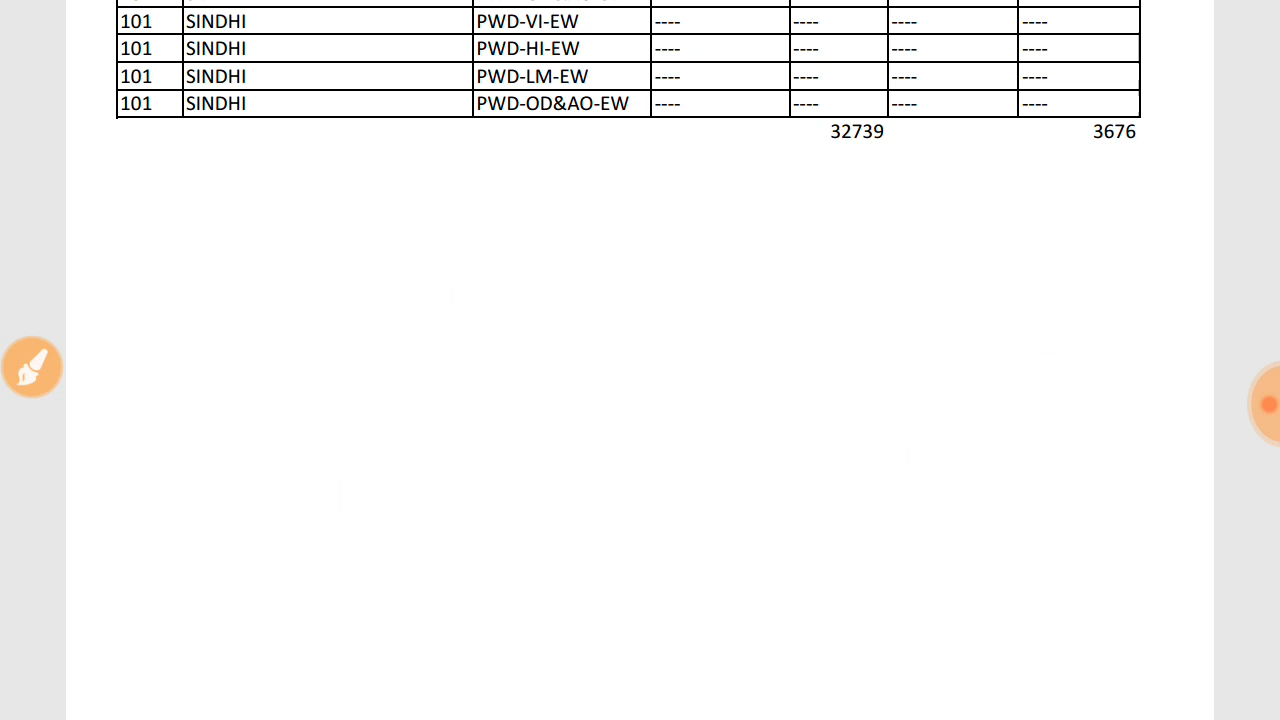 101 SINDHI PWD-VI-EW ---- ---- ---- ----
101 SINDHI PWD-HI-EW ---- ---- ---- ----
101 SINDHI PWD-LM-EW ---- ---- ---- ----
101 SINDHI PWD-OD&AO-EW ---- ---- ---- ----
32739 3676